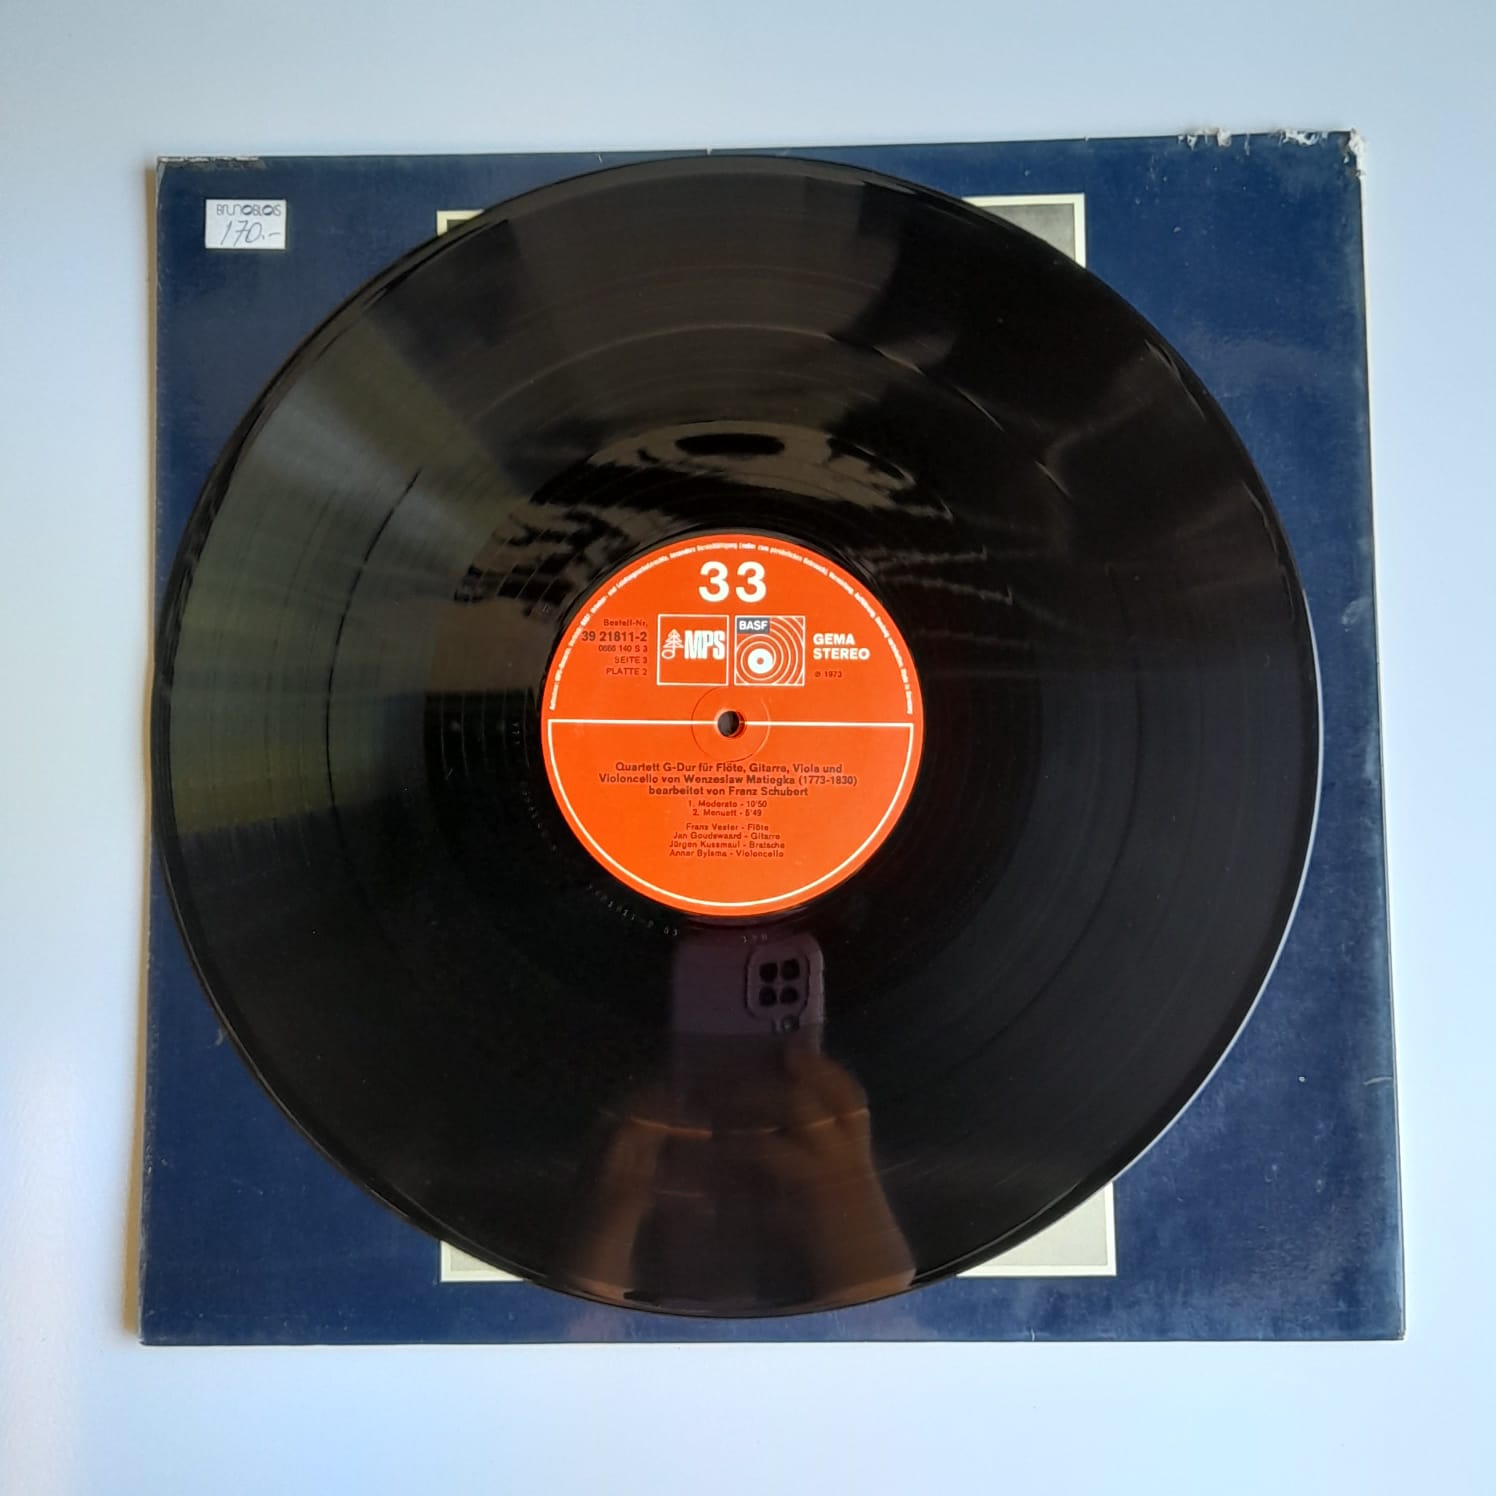 BRUNOBLOIS
170.-
33
Bestell-Nr.
39 21811-2
0666 140 S 3
SEITE 3
PLATTE 2
MPS
BASF
GEMA
STEREO
℗ 1973
Quartett G-Dur für Flöte, Gitarre, Viola und
Violoncello von Wenzeslaw Matiegka (1773-1830)
bearbeitet von Franz Schubert
1. Moderato - 10'50
2. Menuett - 5'49
Franz Vester - Flöte
Jan Goudswaard - Gitarre
Jürgen Kussmaul - Bratsche
Anner Bylsma - Violoncello